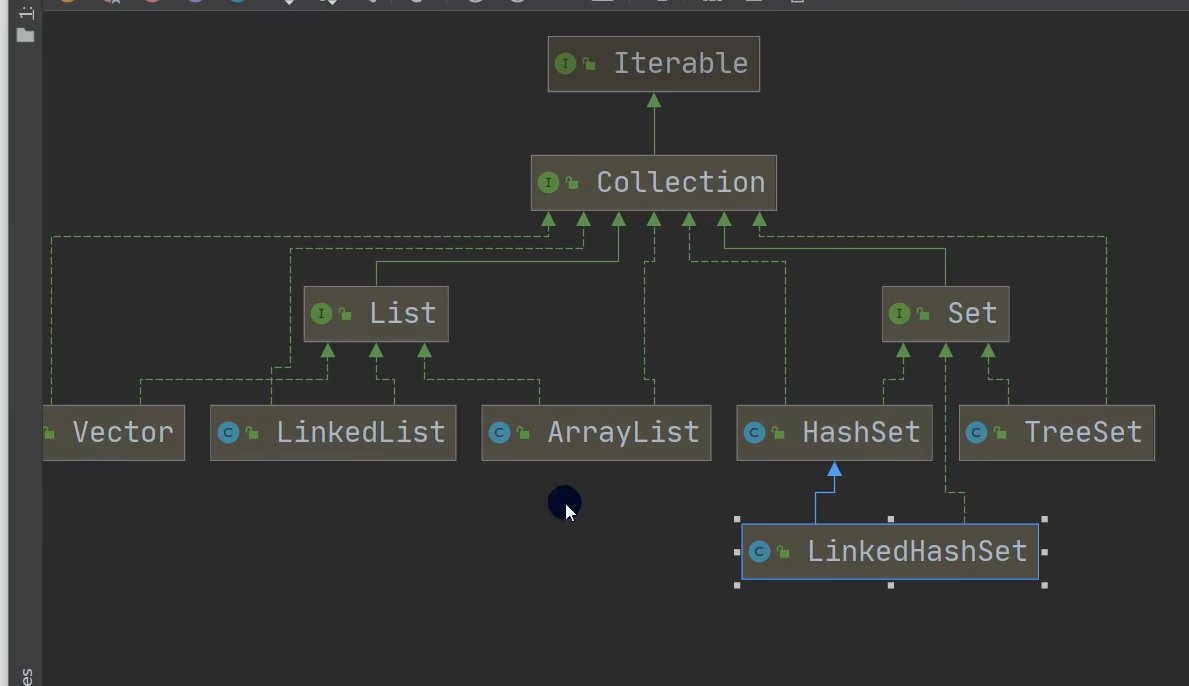 1:
I Iterable
I Collection
I List
I Set
Vector
C LinkedList
C ArrayList
C HashSet
C TreeSet
C LinkedHashSet
es